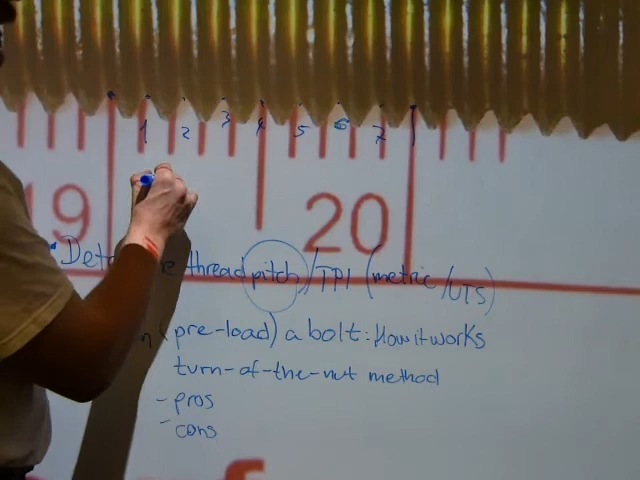 1 2 3 4 5 6 7
19 20
• Dete e thread pitch/TPI (metric/UTS)
n (pre-load) a bolt: How it works
turn-of-the-nut method
- pros
- cons